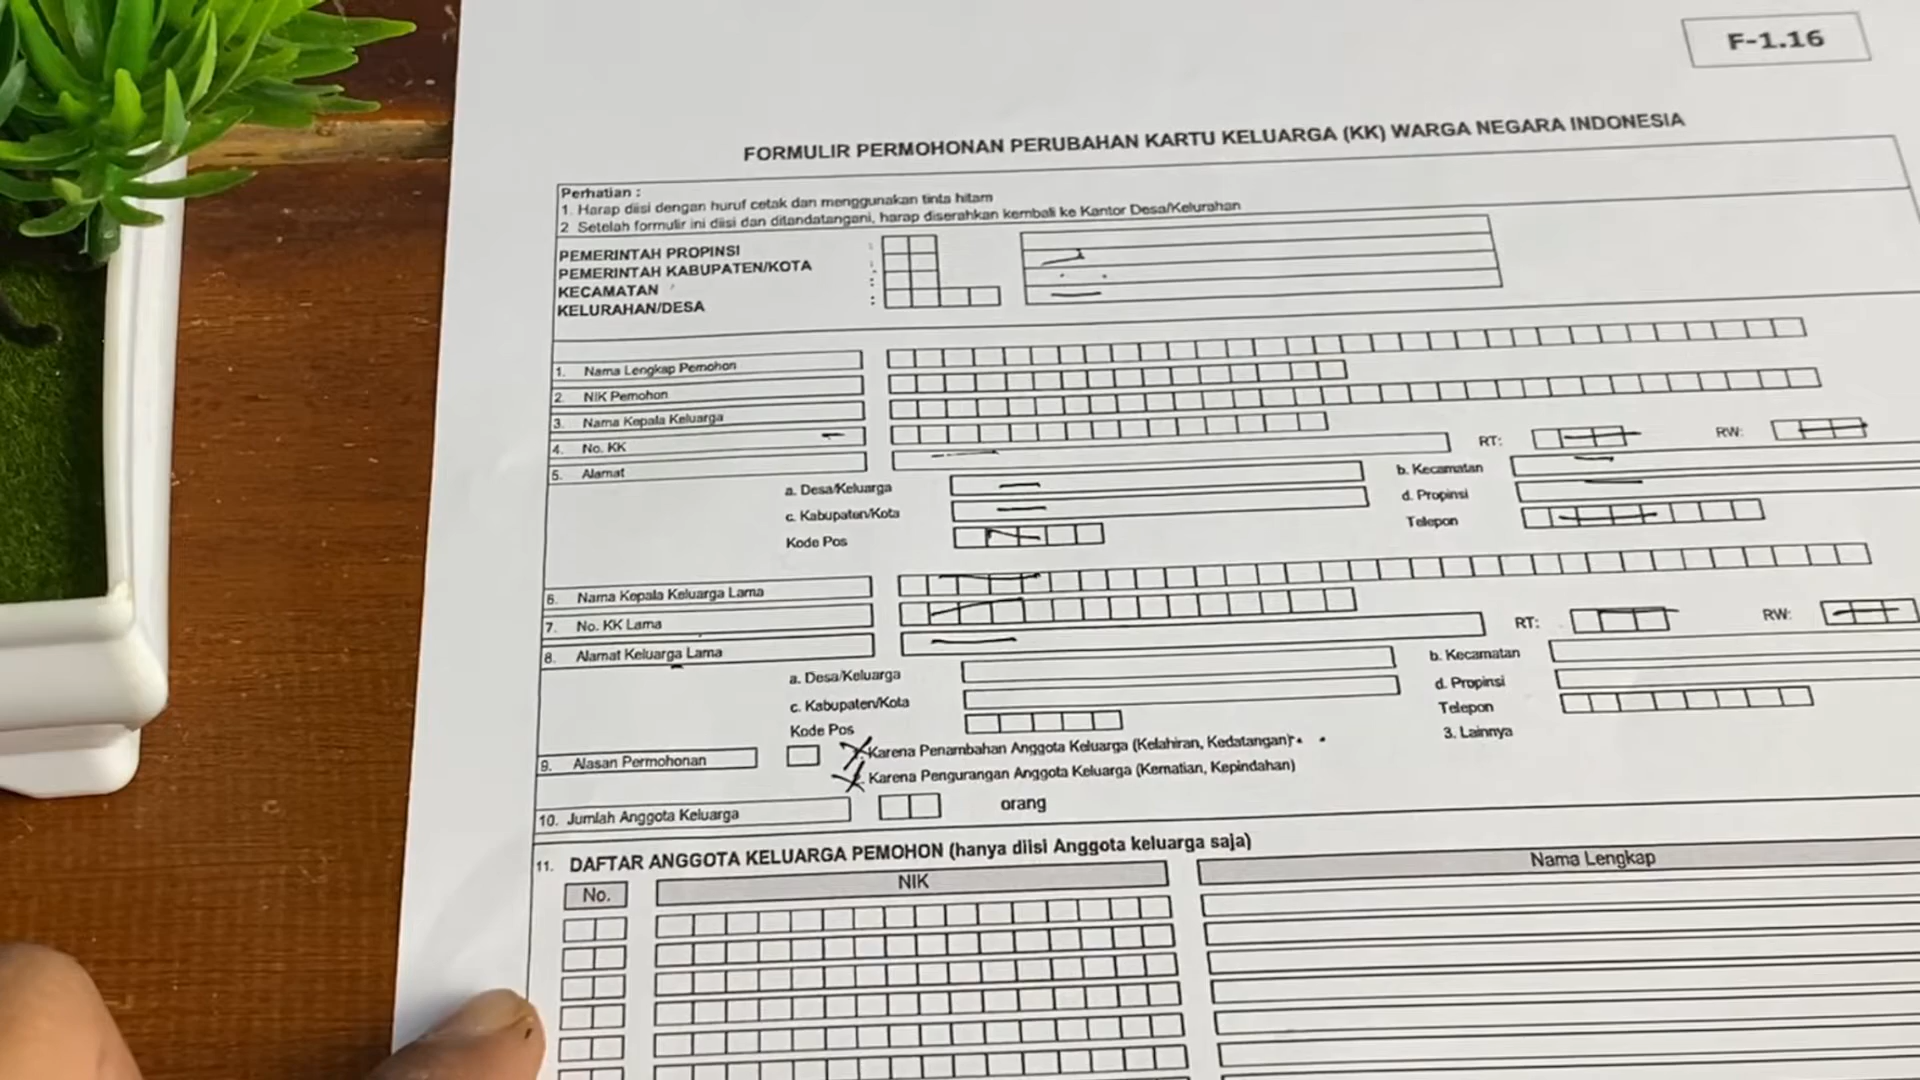 F-1.16
FORMULIR PERMOHONAN PERUBAHAN KARTU KELUARGA (KK) WARGA NEGARA INDONESIA
Perhatian :
1. Harap diisi dengan huruf cetak dan menggunakan tinta hitam
2 Setelah formulir ini diisi dan ditandatangani, harap diserahkan kembali ke Kantor Desa/Kelurahan
PEMERINTAH PROPINSI :
PEMERINTAH KABUPATEN/KOTA :
KECAMATAN :
KELURAHAN/DESA :
1. Nama Lengkap Pemohon
2. NIK Pemohon
3. Nama Kepala Keluarga
4. No. KK
5. Alamat RT: RW:
a. Desa/Keluarga b. Kecamatan
c. Kabupaten/Kota d. Propinsi
Kode Pos Telepon
6. Nama Kepala Keluarga Lama
7. No. KK Lama
8. Alamat Keluarga Lama RT: RW:
a. Desa/Keluarga b. Kecamatan
c. Kabupaten/Kota d. Propinsi
Kode Pos Telepon
9. Alasan Permohonan Karena Penambahan Anggota Keluarga (Kelahiran, Kedatangan) 3. Lainnya
Karena Pengurangan Anggota Keluarga (Kematian, Kepindahan)
10. Jumlah Anggota Keluarga orang
11. DAFTAR ANGGOTA KELUARGA PEMOHON (hanya diisi Anggota keluarga saja)
No. NIK Nama Lengkap